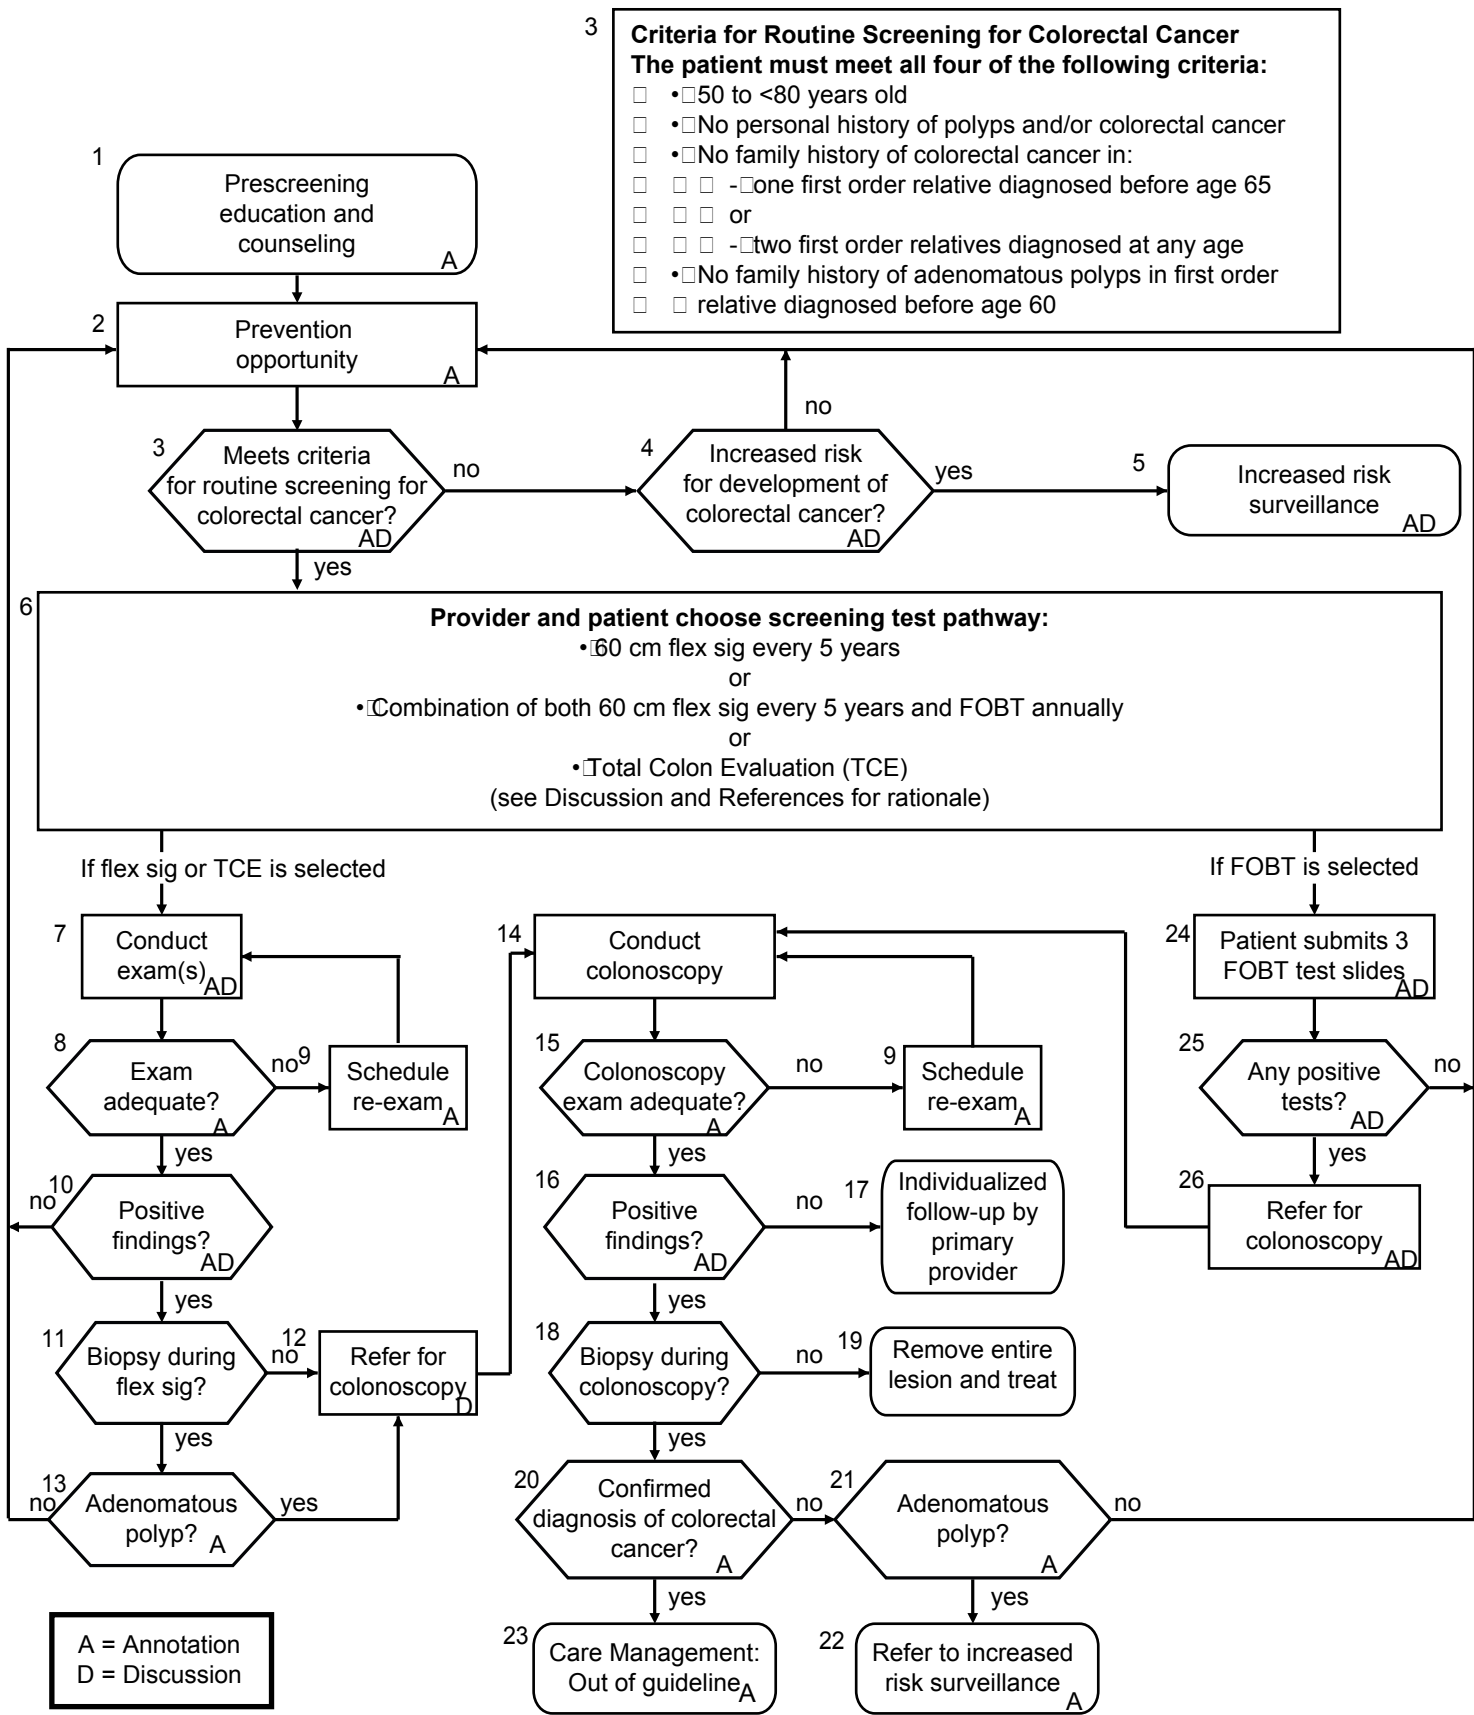 3
Criteria for Routine Screening for Colorectal Cancer
The patient must meet all four of the following criteria:
•50 to <80 years old
•No personal history of polyps and/or colorectal cancer
•No family history of colorectal cancer in:
-one first order relative diagnosed before age 65
or
-two first order relatives diagnosed at any age
•No family history of adenomatous polyps in first order
relative diagnosed before age 60
1
Prescreening
education and
counseling
A
2
Prevention
opportunity
A
3
Meets criteria
for routine screening for
colorectal cancer?
AD
no
yes
4
Increased risk
for development of
colorectal cancer?
AD
no
yes
5
Increased risk
surveillance
AD
6
Provider and patient choose screening test pathway:
•60 cm flex sig every 5 years
or
•Combination of both 60 cm flex sig every 5 years and FOBT annually
or
•Total Colon Evaluation (TCE)
(see Discussion and References for rationale)
If flex sig or TCE is selected
If FOBT is selected
7
Conduct
exam(s)
AD
8
Exam
adequate?
A
no
yes
9
Schedule
re-exam
A
10
Positive
findings?
AD
no
yes
11
Biopsy during
flex sig?
no
yes
12
Refer for
colonoscopy
D
13
Adenomatous
polyp?
A
no
yes
14
Conduct
colonoscopy
15
Colonoscopy
exam adequate?
A
no
yes
9
Schedule
re-exam
A
16
Positive
findings?
AD
no
yes
17
Individualized
follow-up by
primary
provider
18
Biopsy during
colonoscopy?
no
yes
19
Remove entire
lesion and treat
20
Confirmed
diagnosis of colorectal
cancer?
A
no
yes
21
Adenomatous
polyp?
A
no
yes
22
Refer to increased
risk surveillance
A
23
Care Management:
Out of guideline
A
24
Patient submits 3
FOBT test slides
AD
25
Any positive
tests?
AD
no
yes
26
Refer for
colonoscopy
AD
A = Annotation
D = Discussion